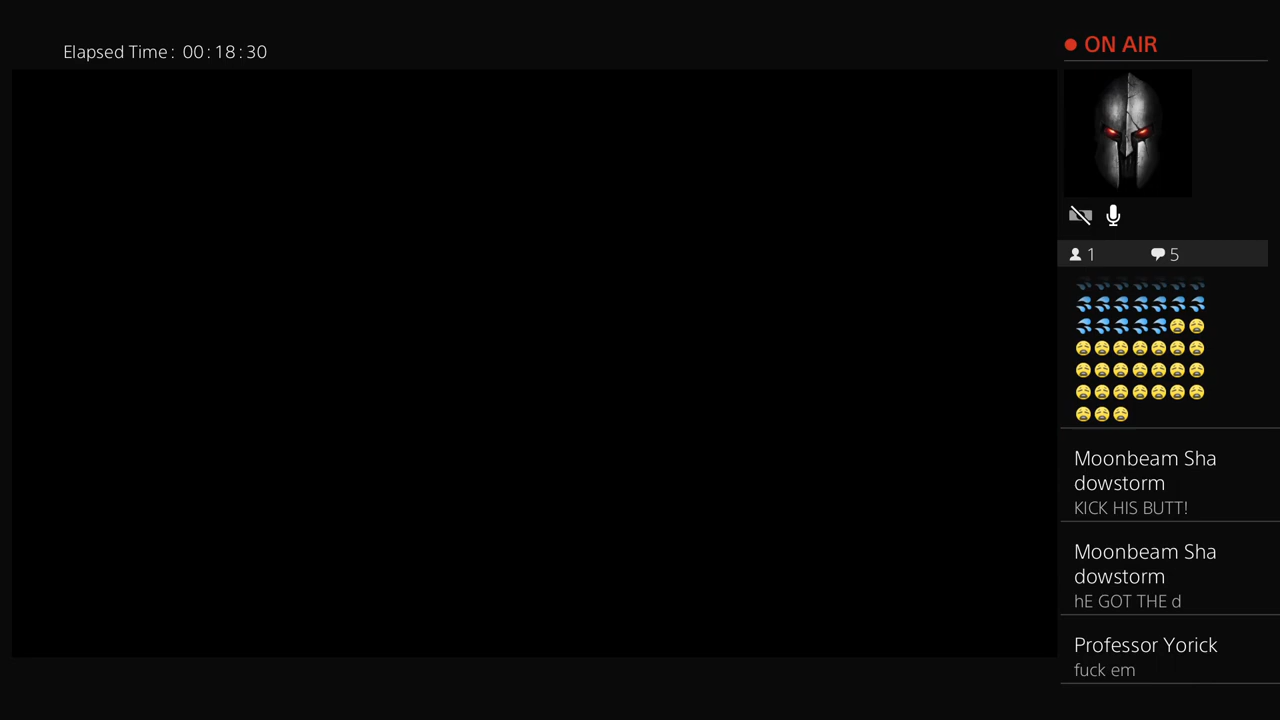 Elapsed Time: 00:18:30
ON AIR
1 5
💦💦💦💦💦💦💦
💦💦💦💦💦💦💦
💦💦💦💦💦😩😩
😩😩😩😩😩😩😩
😩😩😩😩😩😩😩
😩😩😩😩😩😩😩
😩😩😩
Moonbeam Sha
dowstorm
KICK HIS BUTT!
Moonbeam Sha
dowstorm
hE GOT THE d
Professor Yorick
fuck em